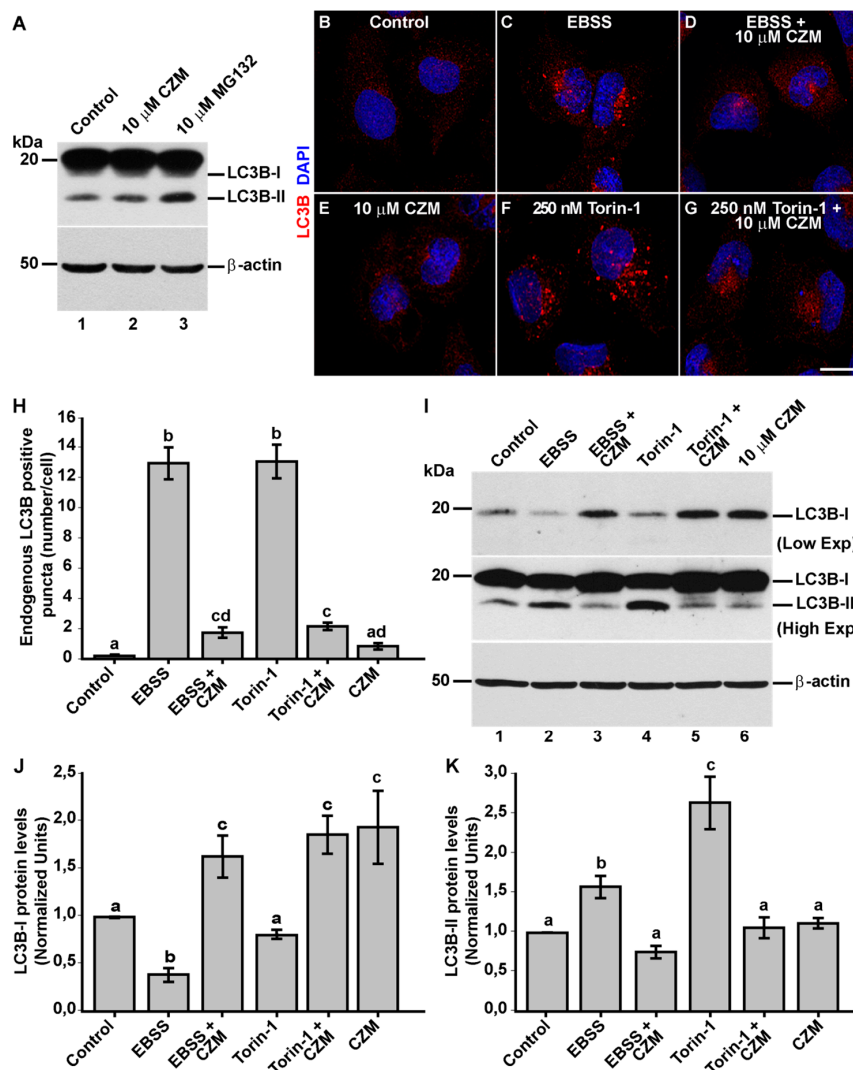 A
Control
10 μM CZM
10 μM MG132
kDa
20
LC3B-I
LC3B-II
50
β-actin
1 2 3
LC3B DAPI
B
Control
C
EBSS
D
EBSS +
10 μM CZM
E
10 μM CZM
F
250 nM Torin-1
G
250 nM Torin-1 +
10 μM CZM
H
Endogenous LC3B positive
puncta (number/cell)
16
14
12
10
8
6
4
2
0
a
b
cd
b
c
ad
Control
EBSS
EBSS +
CZM
Torin-1
Torin-1 +
CZM
CZM
I
Control
EBSS
EBSS +
CZM
Torin-1
Torin-1 +
CZM
10 μM CZM
kDa
20
LC3B-I
(Low Exp)
20
LC3B-I
LC3B-II
(High Exp)
50
β-actin
1 2 3 4 5 6
J
LC3B-I protein levels
(Normalized Units)
2,5
2,0
1,5
1,0
0,5
0,0
a
b
c
a
c
c
Control
EBSS
EBSS +
CZM
Torin-1
Torin-1 +
CZM
CZM
K
LC3B-II protein levels
(Normalized Units)
3,0
2,5
2,0
1,5
1,0
0,5
0,0
a
b
a
c
a
a
Control
EBSS
EBSS +
CZM
Torin-1
Torin-1 +
CZM
CZM